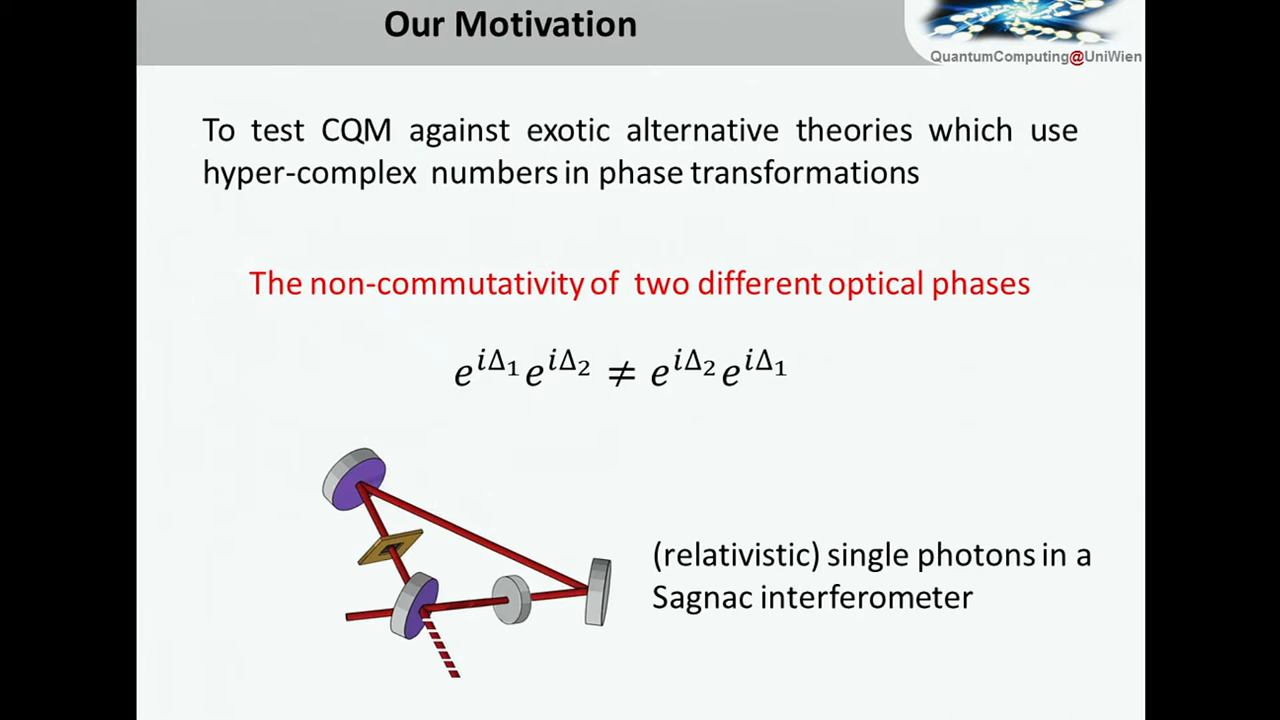 Our Motivation
QuantumComputing@UniWien
To test CQM against exotic alternative theories which use
hyper-complex numbers in phase transformations
The non-commutativity of two different optical phases
e^{iΔ₁}e^{iΔ₂} ≠ e^{iΔ₂}e^{iΔ₁}
(relativistic) single photons in a
Sagnac interferometer